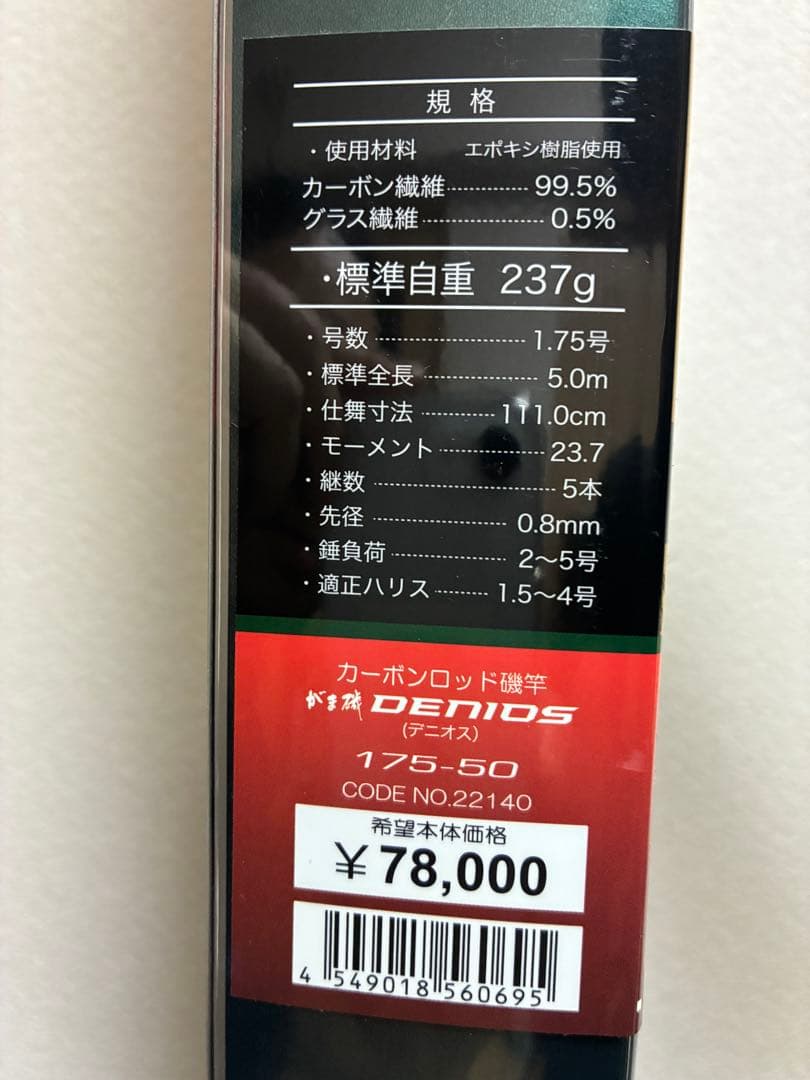 規 格
・使用材料 エポキシ樹脂使用
カーボン繊維----------- 99.5%
グラス繊維---------------- 0.5%
・標準自重 237g
・号数 -------------------- 1.75号
・標準全長 ----------------- 5.0m
・仕舞寸法 ---------- 111.0cm
・モーメント --------------- 23.7
・継数 ------------------------- 5本
・先径 ------------------ 0.8mm
・錘負荷 ---------------- 2〜5号
・適正ハリス -------- 1.5〜4号
カーボンロッド磯竿
がま磯 DENIOS
(デニオス)
175-50
CODE NO.22140
希望本体価格
¥78,000
4 549018 560695